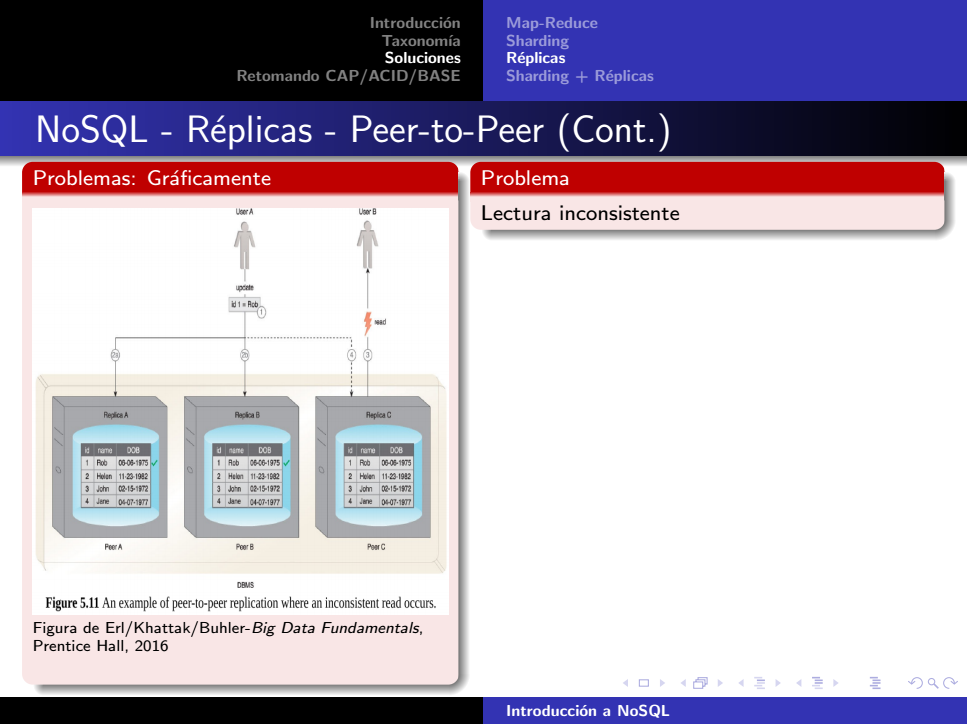 Introducción
Taxonomía
Soluciones
Retomando CAP/ACID/BASE
Map-Reduce
Sharding
Réplicas
Sharding + Réplicas
NoSQL - Réplicas - Peer-to-Peer (Cont.)
Problemas: Gráficamente
User A
User B
update
id 1 = Rob
1
read
2a
2b
4
3
Replica A
id name DOB
1 Rob 06-06-1975
2 Helen 11-23-1982
3 John 02-15-1972
4 Jane 04-07-1977
Peer A
Replica B
id name DOB
1 Rob 06-06-1975
2 Helen 11-23-1982
3 John 02-15-1972
4 Jane 04-07-1977
Peer B
Replica C
id name DOB
1 Rob 06-06-1975
2 Helen 11-23-1982
3 John 02-15-1972
4 Jane 04-07-1977
Peer C
DBMS
Figure 5.11 An example of peer-to-peer replication where an inconsistent read occurs.
Figura de Erl/Khattak/Buhler-Big Data Fundamentals,
Prentice Hall, 2016
Problema
Lectura inconsistente
Introducción a NoSQL